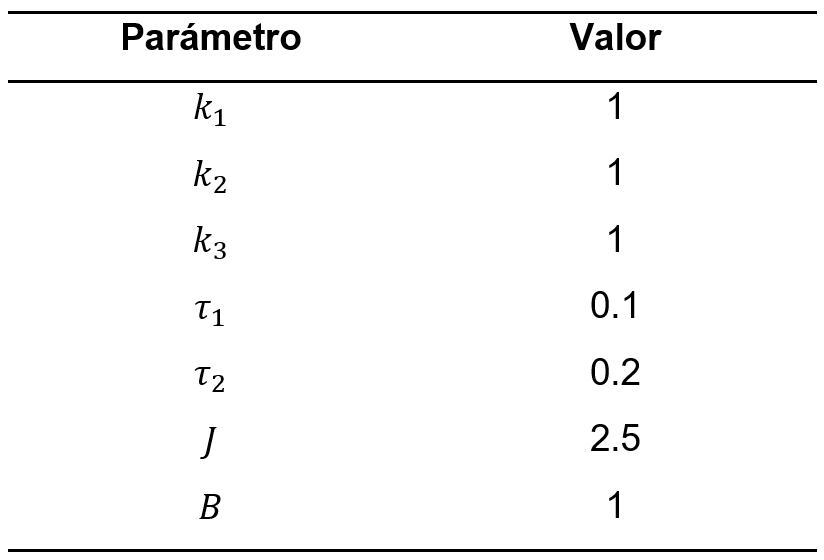 Parámetro Valor
k₁ 1
k₂ 1
k₃ 1
τ₁ 0.1
τ₂ 0.2
J 2.5
B 1